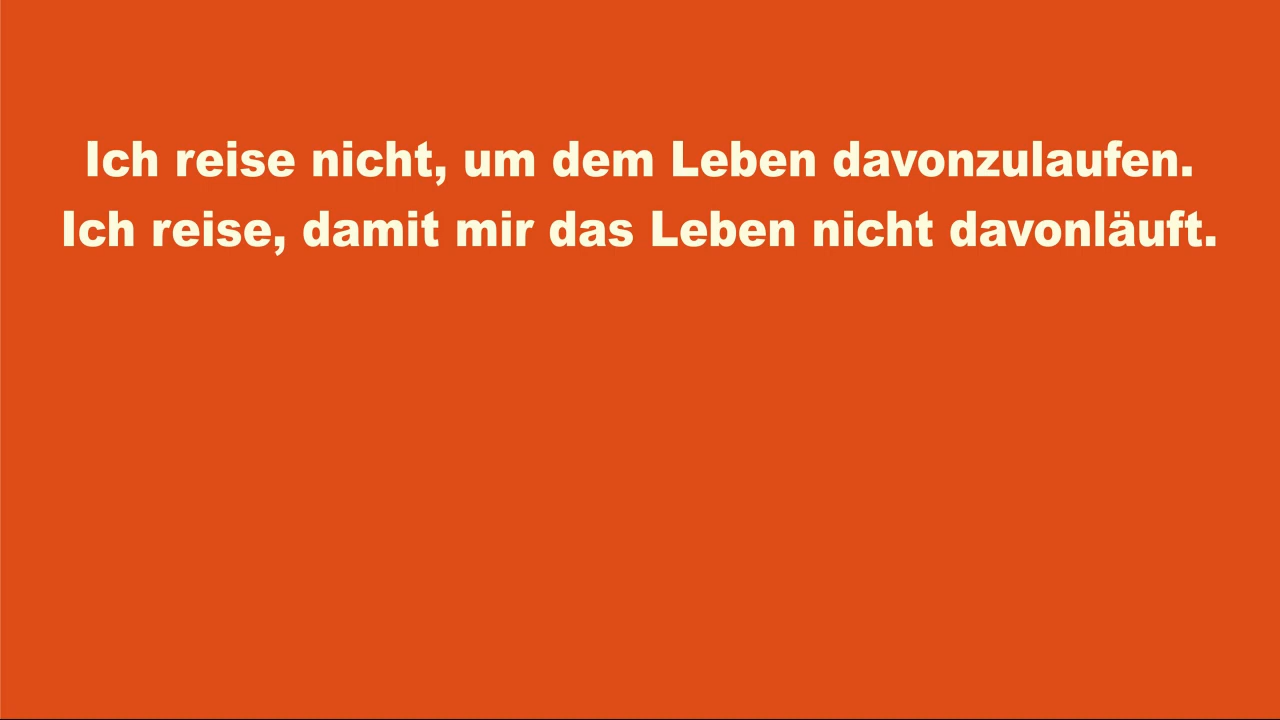 Ich reise nicht, um dem Leben davonzulaufen.
Ich reise, damit mir das Leben nicht davonläuft.